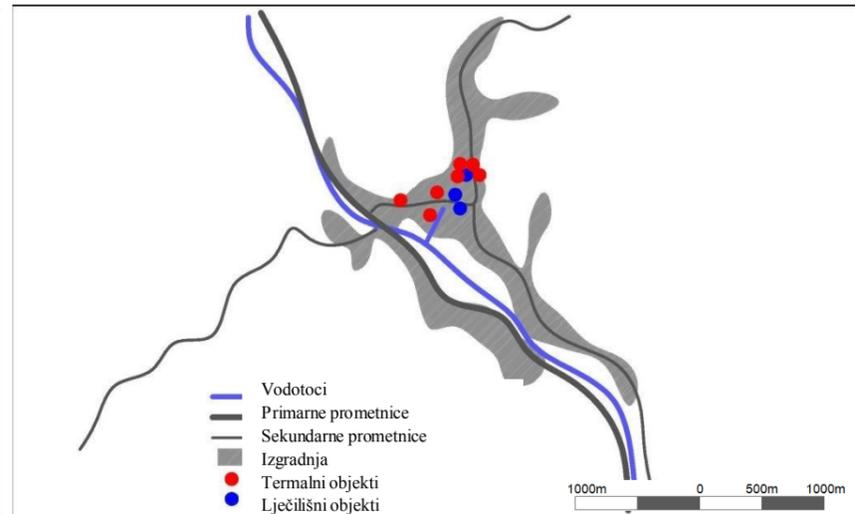 Vodotoci
Primarne prometnice
Sekundarne prometnice
Izgradnja
Termalni objekti
Lječilišni objekti
1000m 0 500m 1000m